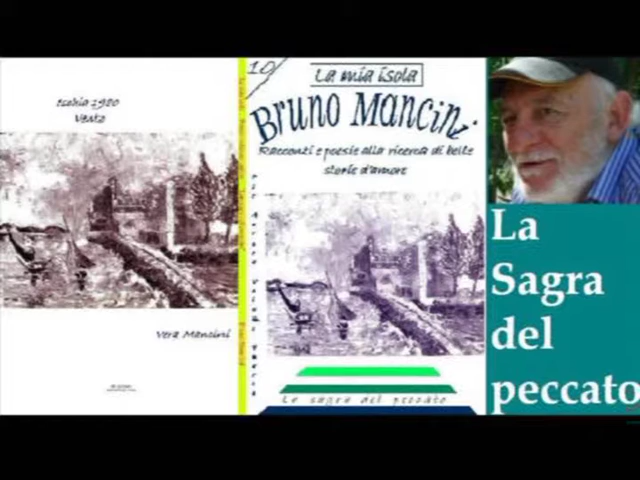 Ischia 1920
Vento
Vera Mancini
10
La mia isola
Bruno Mancini
Racconti e poesie alla ricerca di belle
storie d'amore
La sagra del peccato
La
Sagra
del
peccato